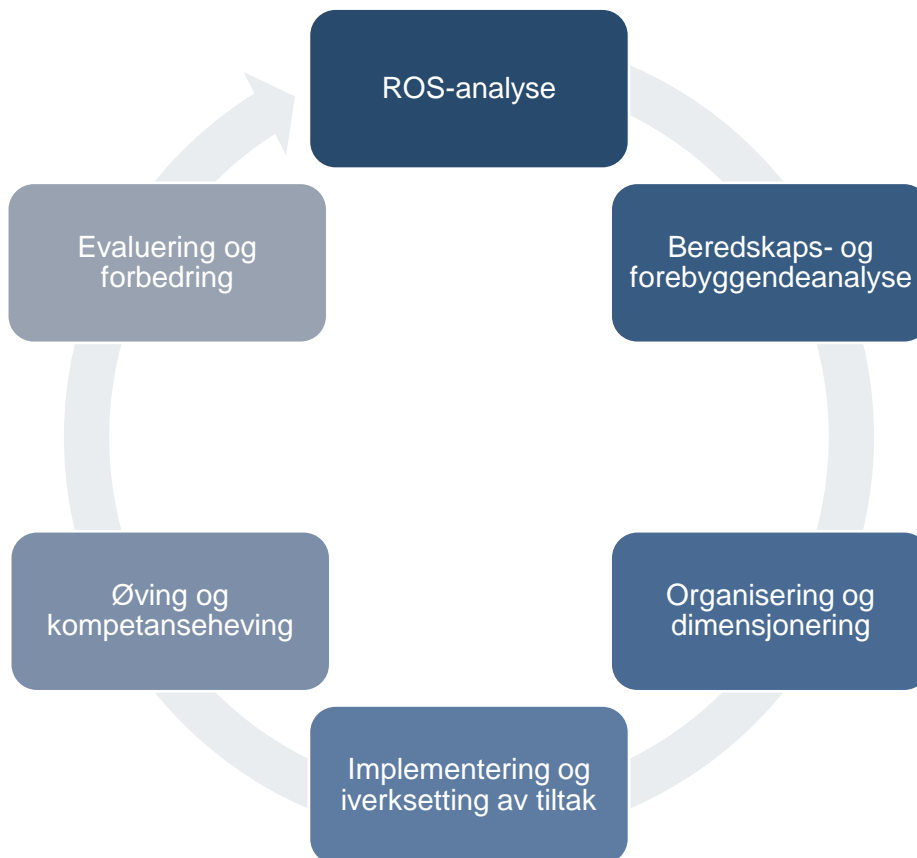 ROS-analyse
Beredskaps- og
forebyggendeanalyse
Organisering og
dimensjonering
Implementering og
iverksetting av tiltak
Øving og
kompetanseheving
Evaluering og
forbedring